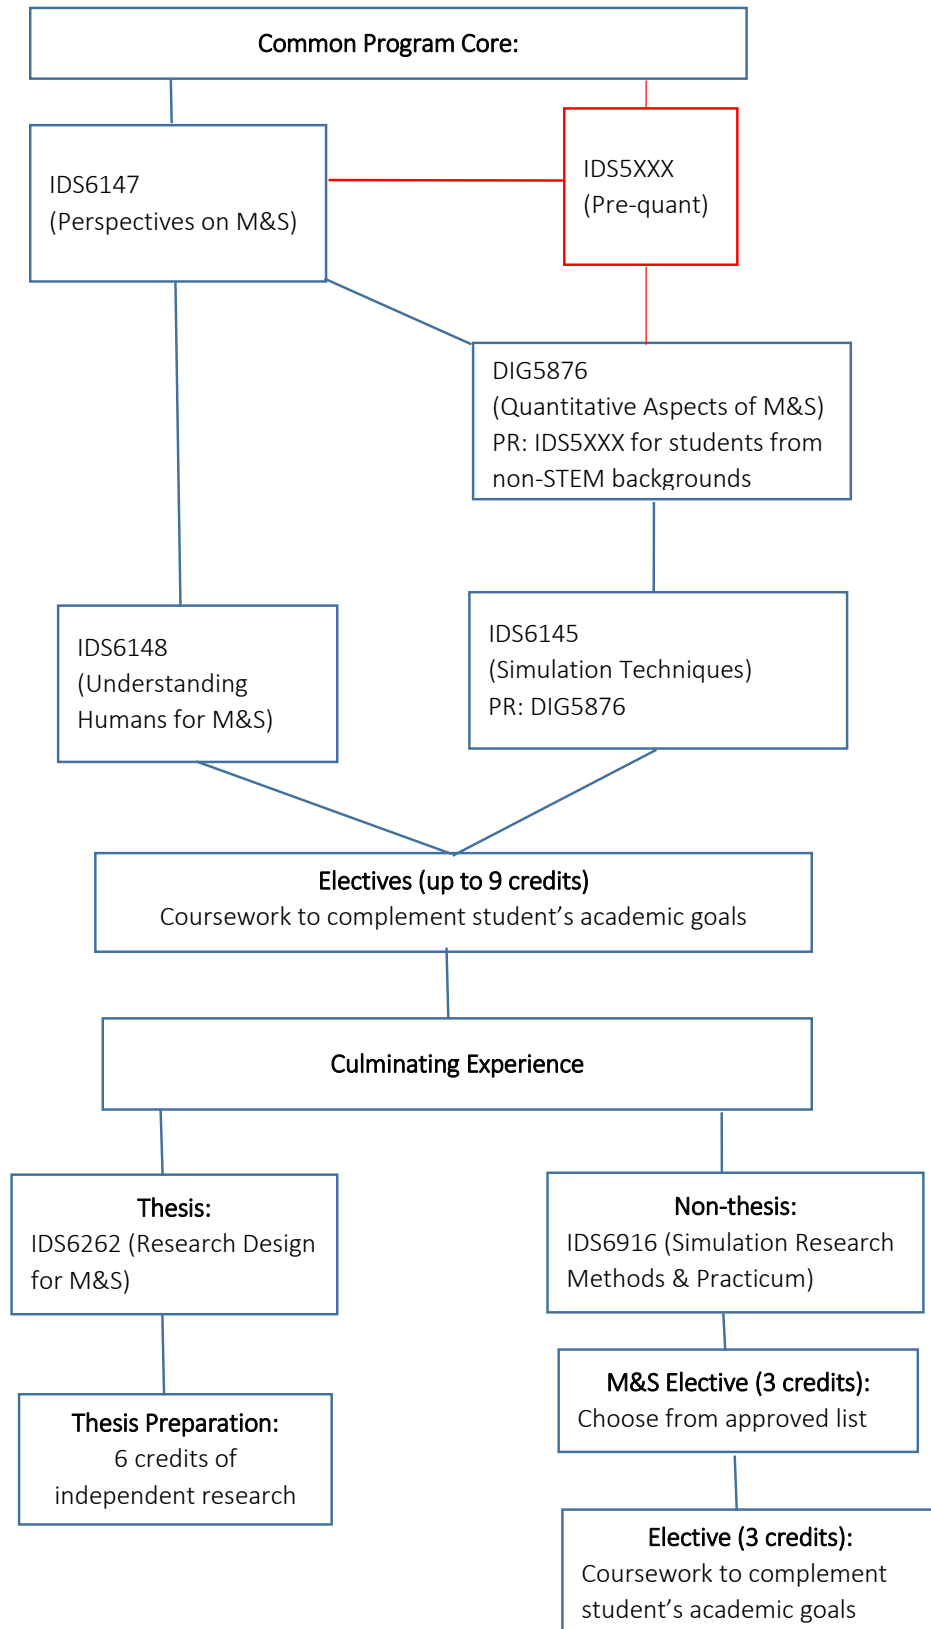 Common Program Core:
IDS6147
(Perspectives on M&S)
IDS5XXX
(Pre-quant)
DIG5876
(Quantitative Aspects of M&S)
PR: IDS5XXX for students from
non-STEM backgrounds
IDS6148
(Understanding
Humans for M&S)
IDS6145
(Simulation Techniques)
PR: DIG5876
Electives (up to 9 credits)
Coursework to complement student’s academic goals
Culminating Experience
Thesis:
IDS6262 (Research Design
for M&S)
Thesis Preparation:
6 credits of
independent research
Non-thesis:
IDS6916 (Simulation Research
Methods & Practicum)
M&S Elective (3 credits):
Choose from approved list
Elective (3 credits):
Coursework to complement
student’s academic goals